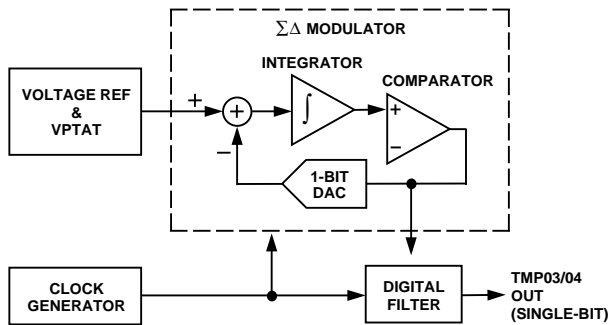 ΣΔ MODULATOR
INTEGRATOR
COMPARATOR
VOLTAGE REF
&
VPTAT
+
+
∫
+
–
–
1-BIT
DAC
CLOCK
GENERATOR
DIGITAL
FILTER
TMP03/04
OUT
(SINGLE-BIT)